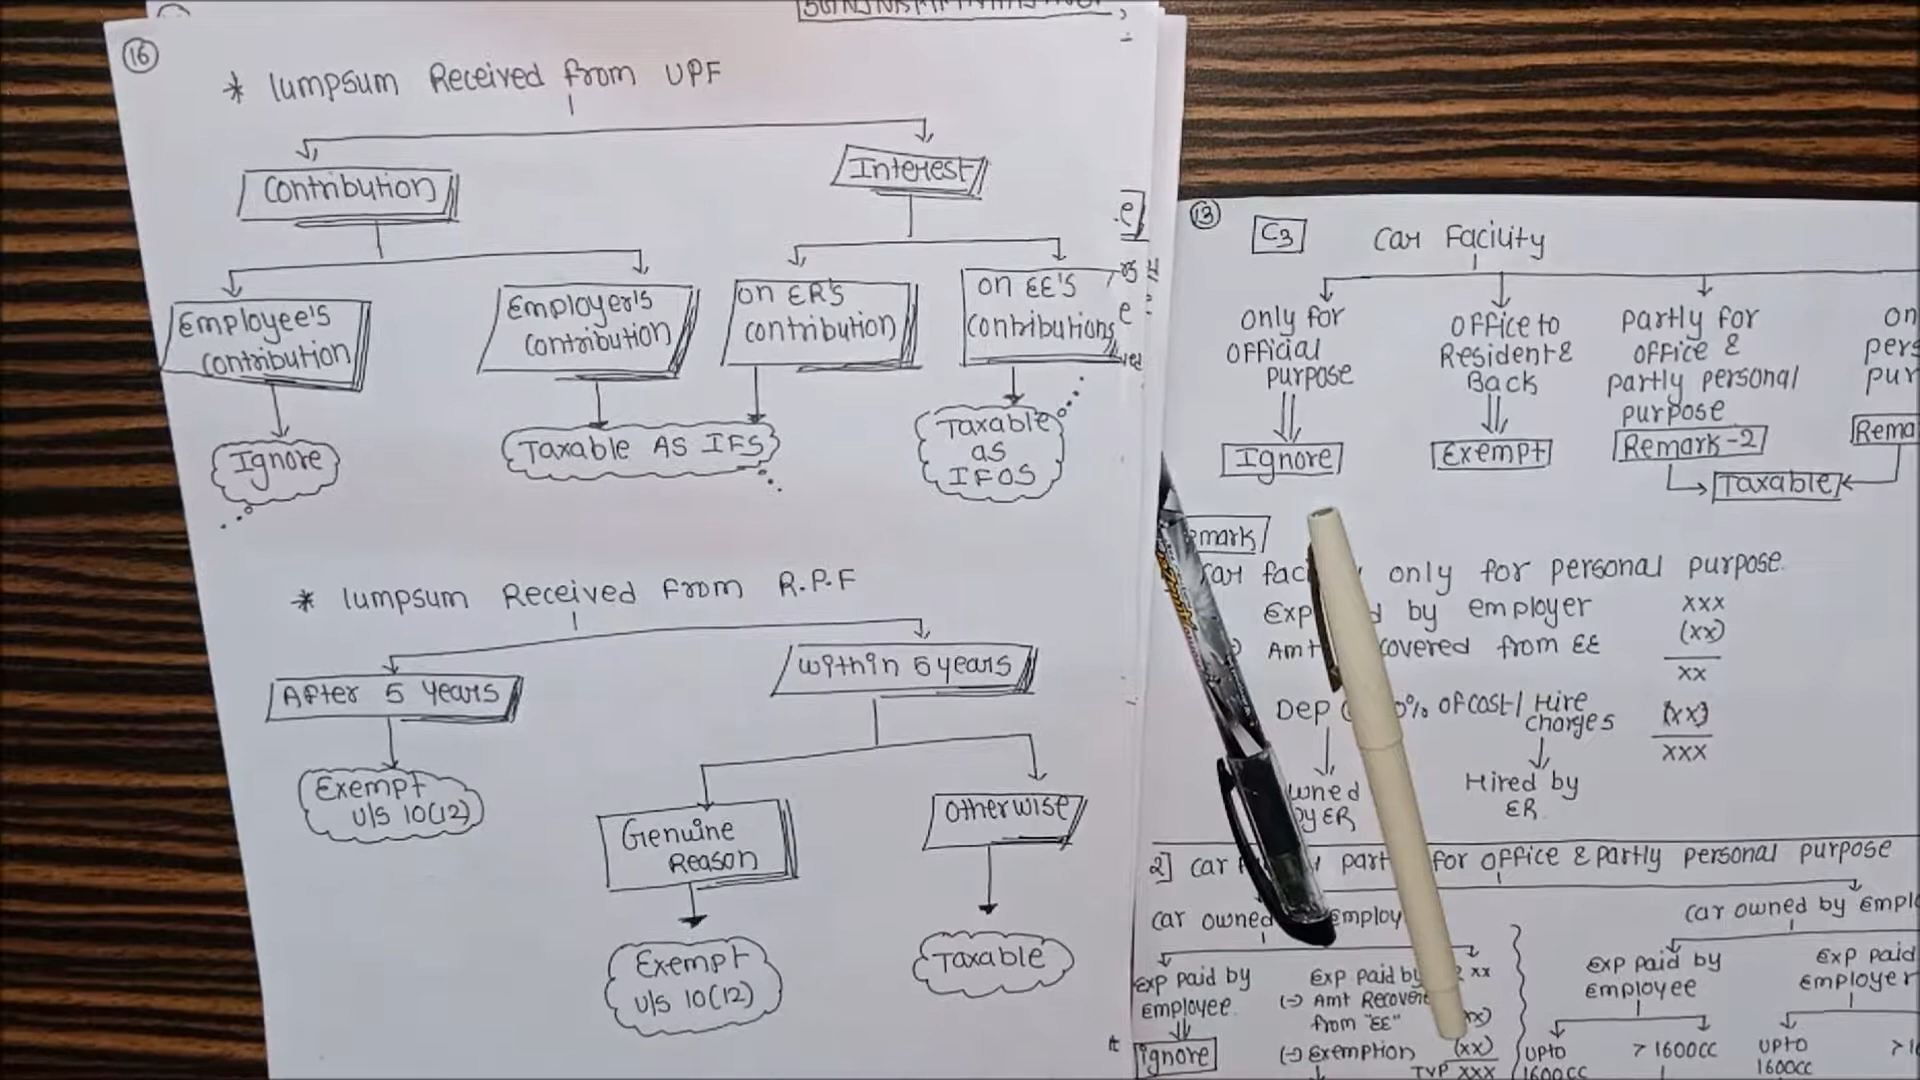 16
* lumpsum Received from UPF
Contribution
Interest
Employee's
contribution
Employer's
contribution
on ER'S
contribution
on EE'S
contributions
Ignore
Taxable AS IFS
Taxable
as
IFOS
* lumpsum Received From R.P.F
After 5 years
within 5 years
Exempt
u/s 10(12)
Genuine
Reason
otherwise
Exempt
u/s 10(12)
Taxable
13
C3
Car Facility
only for
official
purpose
office to
Resident &
Back
partly for
office &
partly personal
purpose
Ignore
Exempt
Remark-2
Taxable
only for personal purpose.
by employer xxx
Amt from EE (xx)
xx
Dep of cost / Hire
charges (xx)
xxx
Hired by
ER
2] car for office & partly personal purpose
car owned
car owned by
Exp paid by
Employee.
Exp paid by xx
(-) Amt
from "EE"
ignore
(-) Exemption (xx)
TVP xxx
Exp paid by
Employee
Exp paid
Employer
upto
1600cc
> 1600cc
upto
1600cc